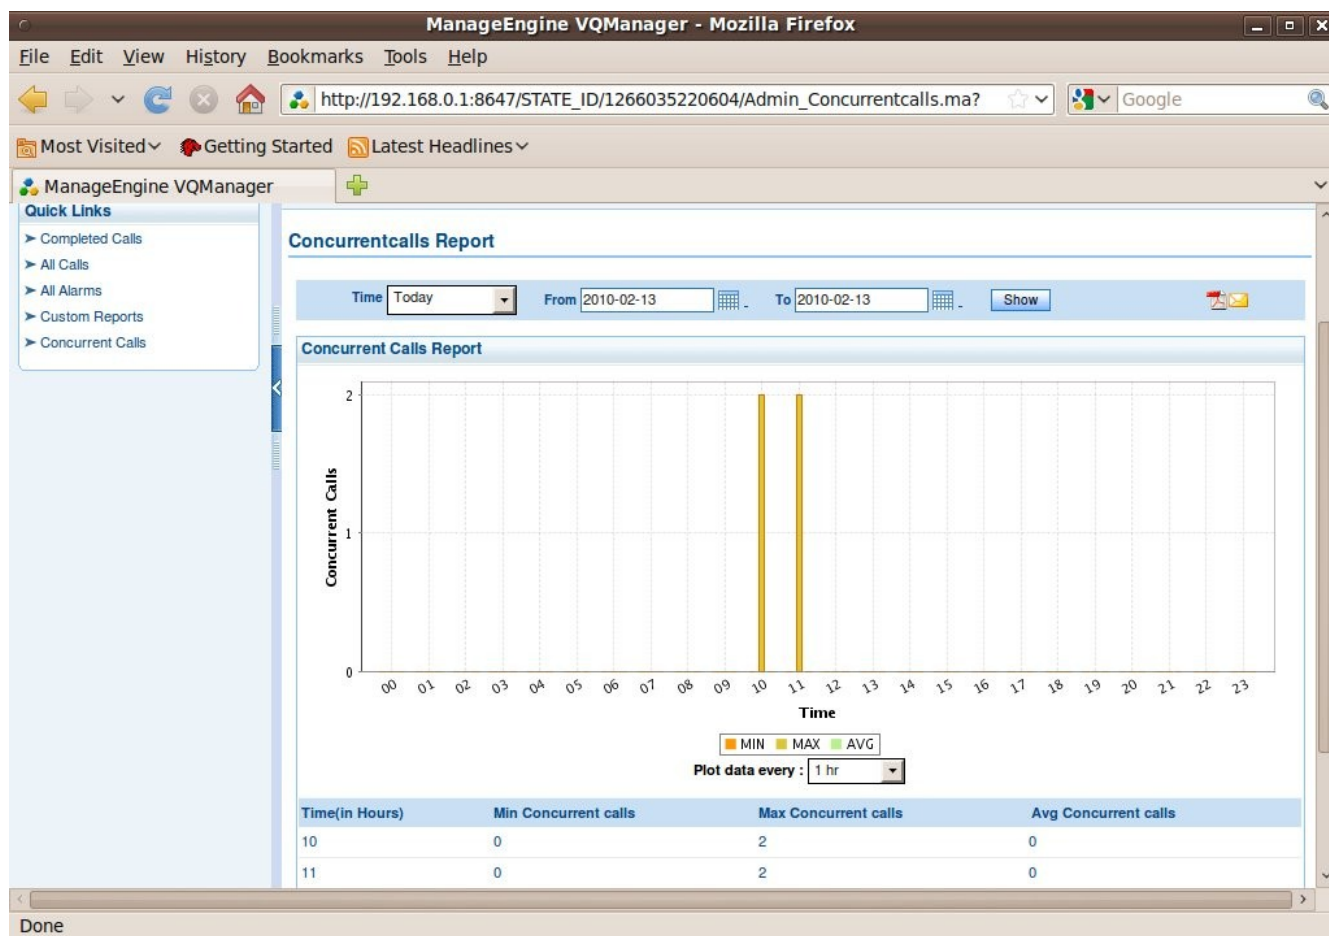 ManageEngine VQManager - Mozilla Firefox
File Edit View History Bookmarks Tools Help
http://192.168.0.1:8647/STATE_ID/1266035220604/Admin_Concurrentcalls.ma?
Google
Most Visited Getting Started Latest Headlines
ManageEngine VQManager
Quick Links
Completed Calls
All Calls
All Alarms
Custom Reports
Concurrent Calls
Concurrentcalls Report
Time Today From 2010-02-13 To 2010-02-13 Show
Concurrent Calls Report
2
1
0
Concurrent Calls
00 01 02 03 04 05 06 07 08 09 10 11 12 13 14 15 16 17 18 19 20 21 22 23
Time
MIN MAX AVG
Plot data every : 1 hr
Time(in Hours) Min Concurrent calls Max Concurrent calls Avg Concurrent calls
10 0 2 0
11 0 2 0
Done